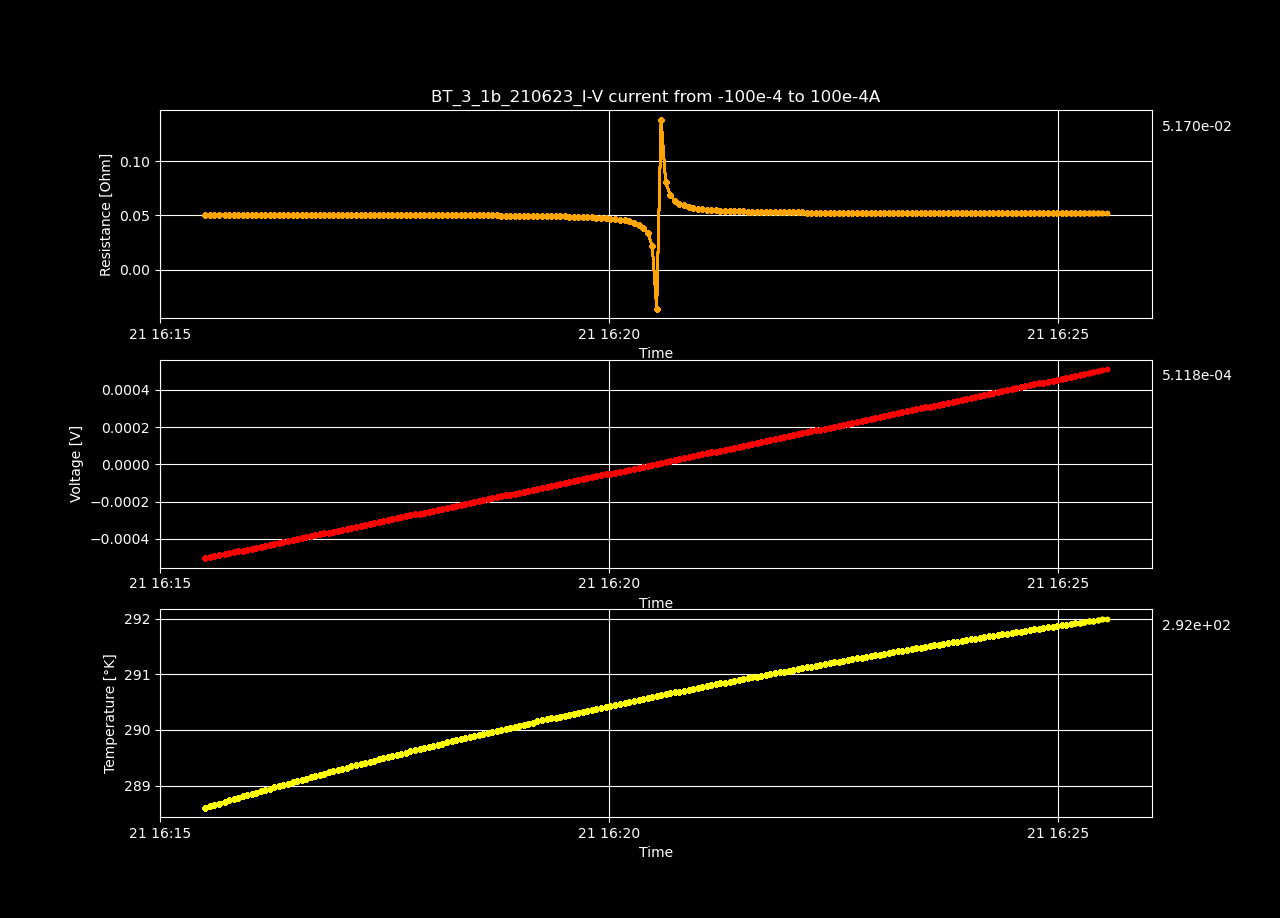 BT_3_1b_210623_I-V current from -100e-4 to 100e-4A
5.170e-02
Resistance [Ohm]
0.10
0.05
0.00
21 16:15
21 16:20
21 16:25
Time
5.118e-04
Voltage [V]
0.0004
0.0002
0.0000
−0.0002
−0.0004
21 16:15
21 16:20
21 16:25
Time
2.92e+02
Temperature [°K]
292
291
290
289
21 16:15
21 16:20
21 16:25
Time